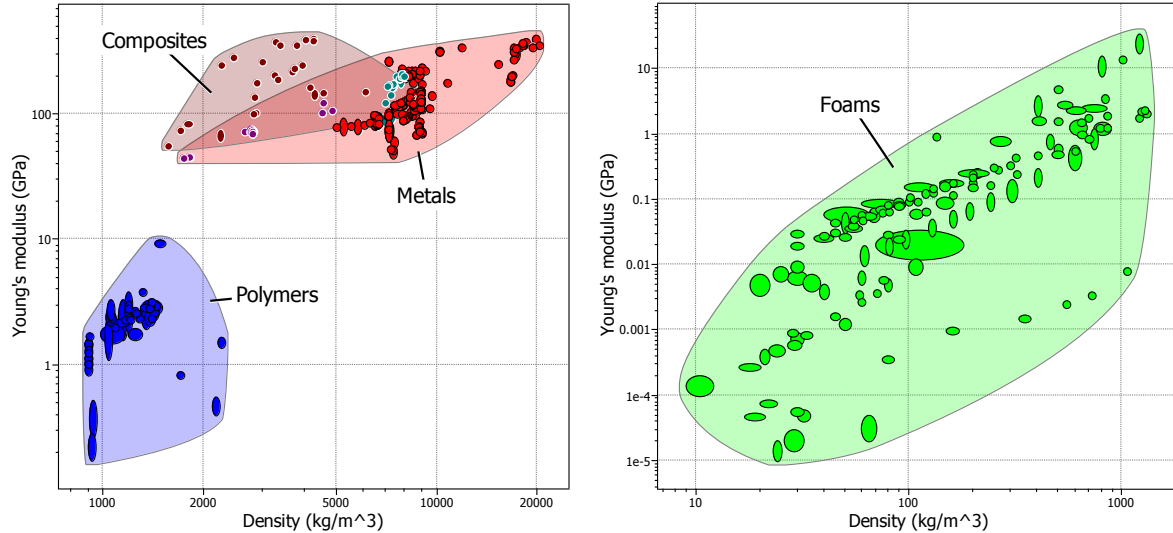 Composites
Metals
Polymers
Young's modulus (GPa)
100
10
1
1000
2000
5000
10000
20000
Density (kg/m^3)
Foams
Young's modulus (GPa)
10
1
0.1
0.01
0.001
1e-4
1e-5
10
100
1000
Density (kg/m^3)